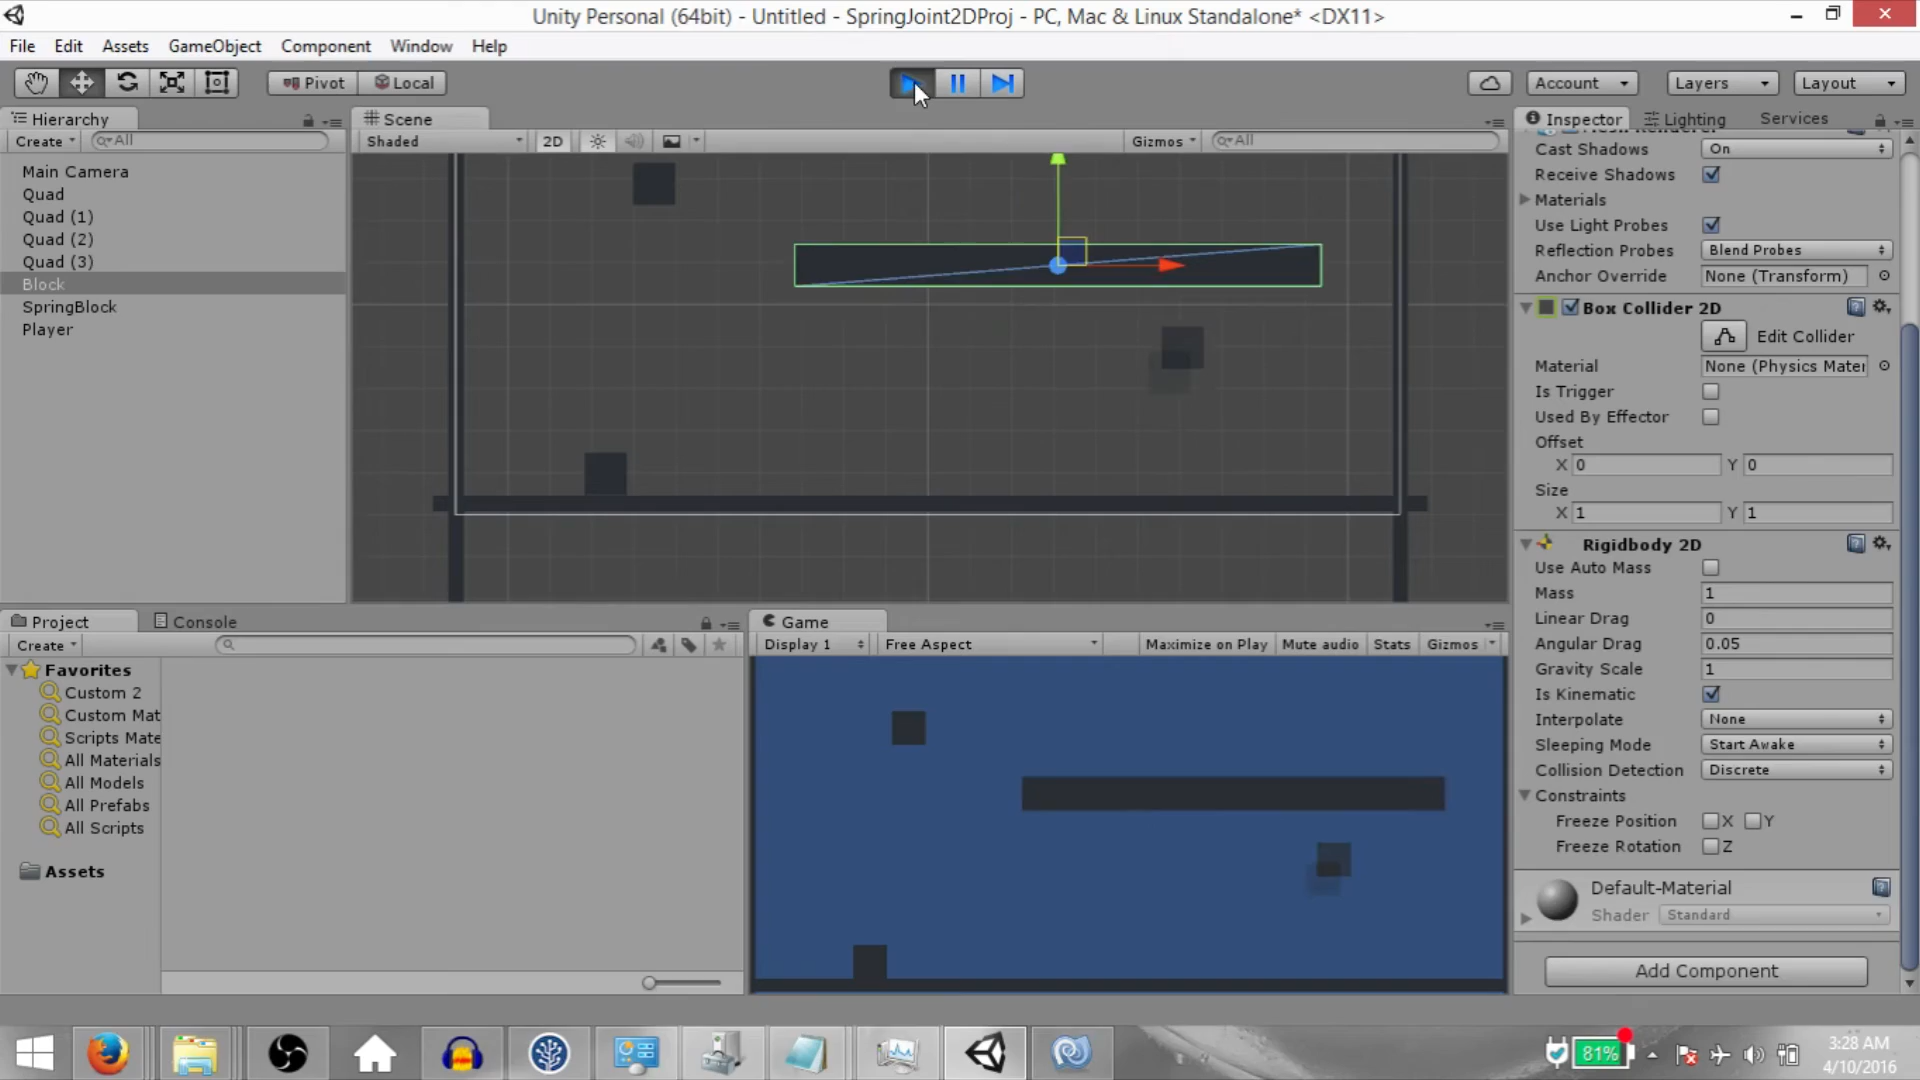 Unity Personal (64bit) - Untitled - SpringJoint2DProj - PC, Mac & Linux Standalone* <DX11>
File Edit Assets GameObject Component Window Help
Pivot Local Account Layers Layout
Hierarchy
Create All
Main Camera
Quad
Quad (1)
Quad (2)
Quad (3)
Block
SpringBlock
Player
Scene
Shaded 2D Gizmos All
Inspector Lighting Services
Mesh Renderer
Cast Shadows On
Receive Shadows
Materials
Use Light Probes
Reflection Probes Blend Probes
Anchor Override None (Transform)
Box Collider 2D
Edit Collider
Material None (Physics Mater
Is Trigger
Used By Effector
Offset
X 0 Y 0
Size
X 1 Y 1
Rigidbody 2D
Use Auto Mass
Mass 1
Linear Drag 0
Angular Drag 0.05
Gravity Scale 1
Is Kinematic
Interpolate None
Sleeping Mode Start Awake
Collision Detection Discrete
Constraints
Freeze Position X Y
Freeze Rotation Z
Default-Material
Shader Standard
Add Component
Project Console
Create
Favorites
Custom 2
Custom Mat
Scripts Mate
All Materials
All Models
All Prefabs
All Scripts
Assets
Game
Display 1 Free Aspect Maximize on Play Mute audio Stats Gizmos
81%
3:28 AM
4/10/2016